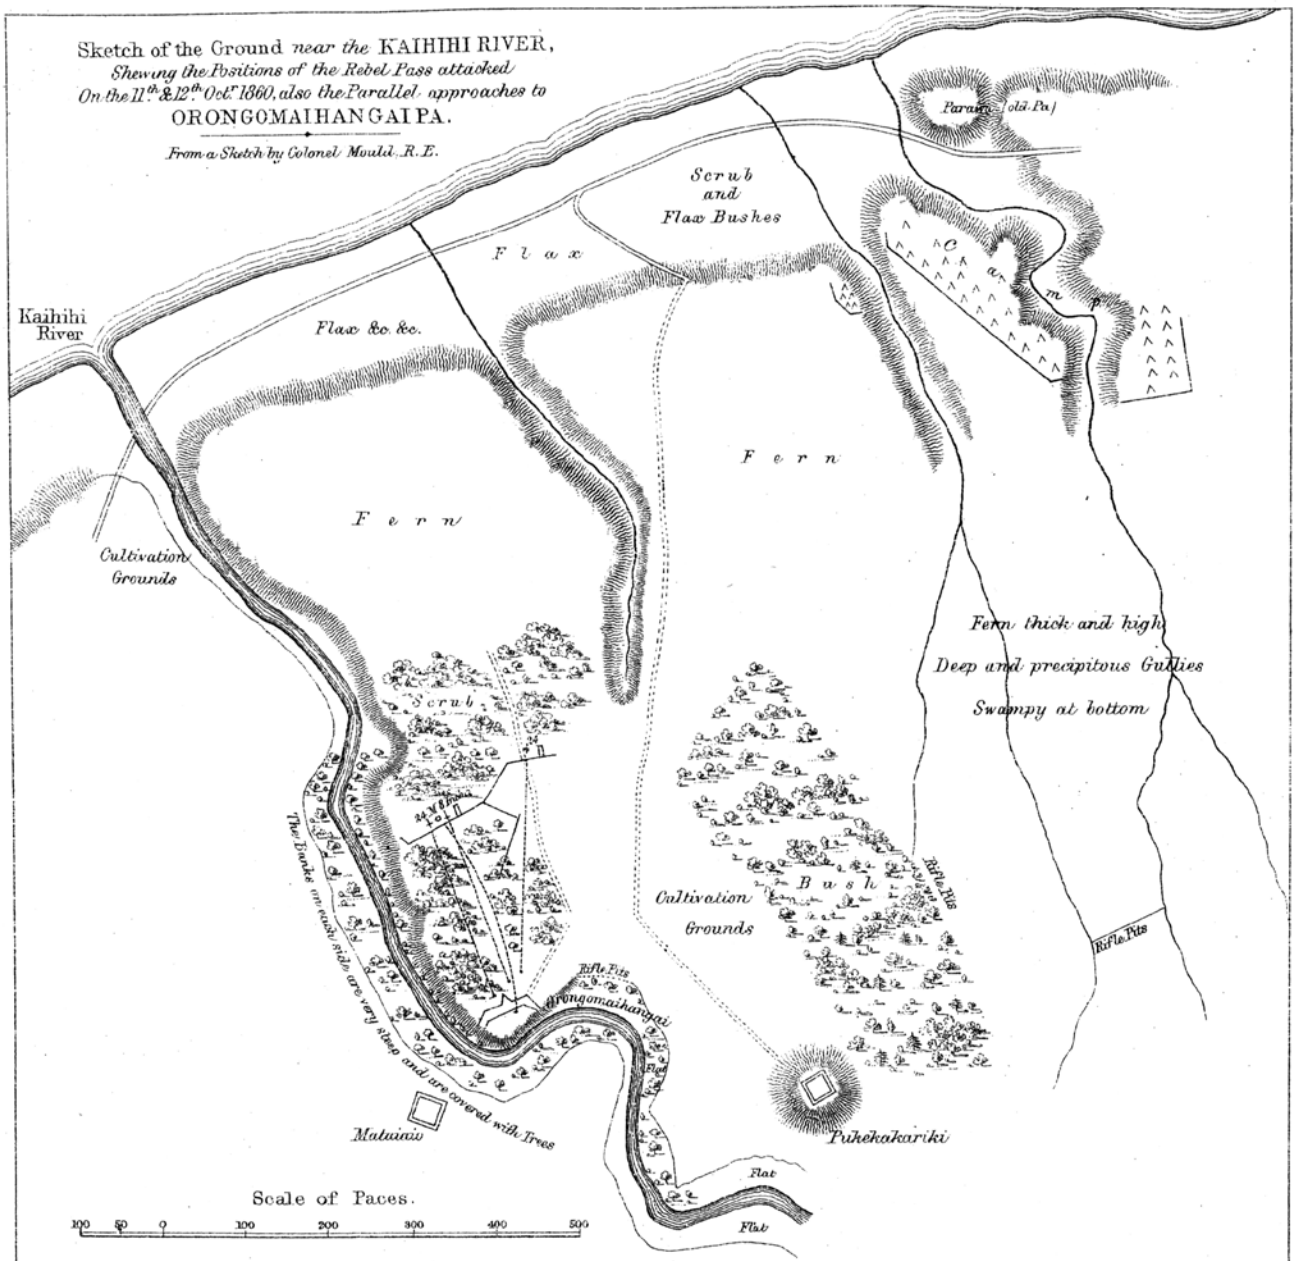 Sketch of the Ground near the KAIHIHI RIVER,
Shewing the Positions of the Rebel Pass attacked
On the 11.th & 12.th Octr. 1860, also the Parallel approaches to
ORONGOMAIHANGAI PA.
From a Sketch by Colonel Mould, R.E.
old Pa)
Scrub
and
Flax Bushes
Flax
Camp
Kaihihi
River
Flax &c. &c.
Fern
Fern
Cultivation
Grounds
Fern thick and high
Deep and precipitous Gullies
Swampy at bottom
Scrub
24
The Banks on each side are very steep and are covered with Trees
Bush
Rifle Pits
Cultivation
Grounds
Rifle Pits
Rifle Pits
Orongomaihangai
Flat
Mataiaio
Pukekakariki
Flat
Flat
Scale of Paces.
100 50 0 100 200 300 400 500